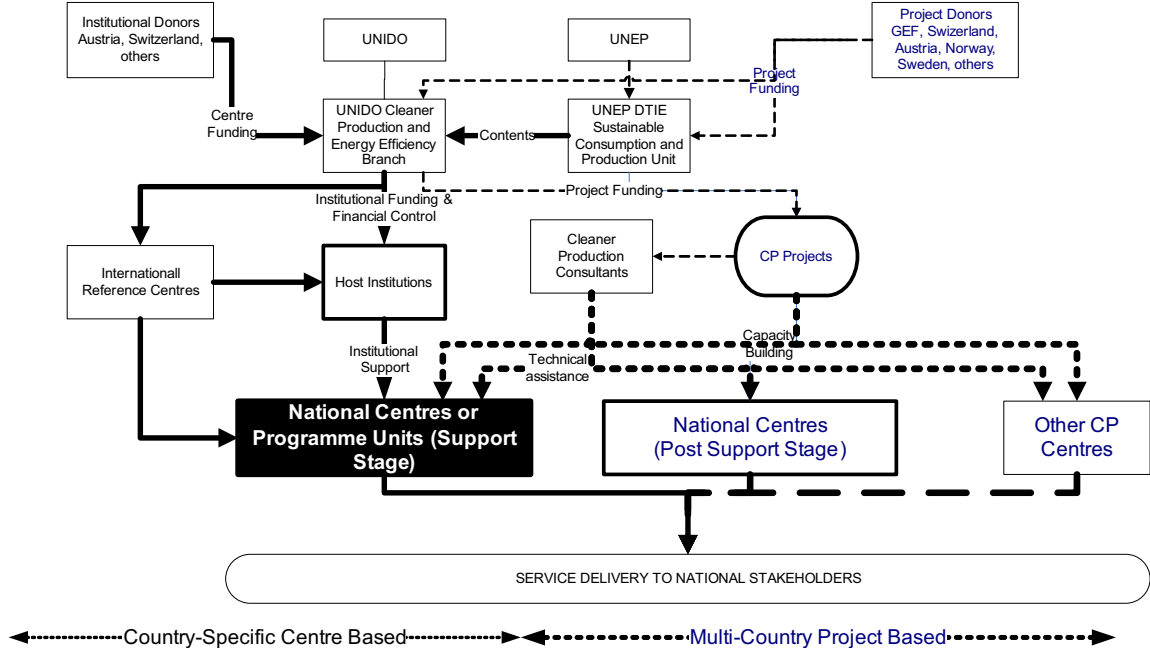 Institutional Donors
Austria, Switzerland,
others
UNIDO
UNEP
Project Donors
GEF, Swizerland,
Austria, Norway,
Sweden, others
Project
Funding
Centre
Funding
UNIDO Cleaner
Production and
Energy Efficiency
Branch
Contents
UNEP DTIE
Sustainable
Consumption and
Production Unit
Project Funding
Institutional Funding &
Financial Control
Internationall
Reference Centres
Host Institutions
Cleaner
Production
Consultants
CP Projects
Institutional
Support
Technical
assistance
Capacity
Building
National Centres or
Programme Units (Support
Stage)
National Centres
(Post Support Stage)
Other CP
Centres
SERVICE DELIVERY TO NATIONAL STAKEHOLDERS
Country-Specific Centre Based
Multi-Country Project Based